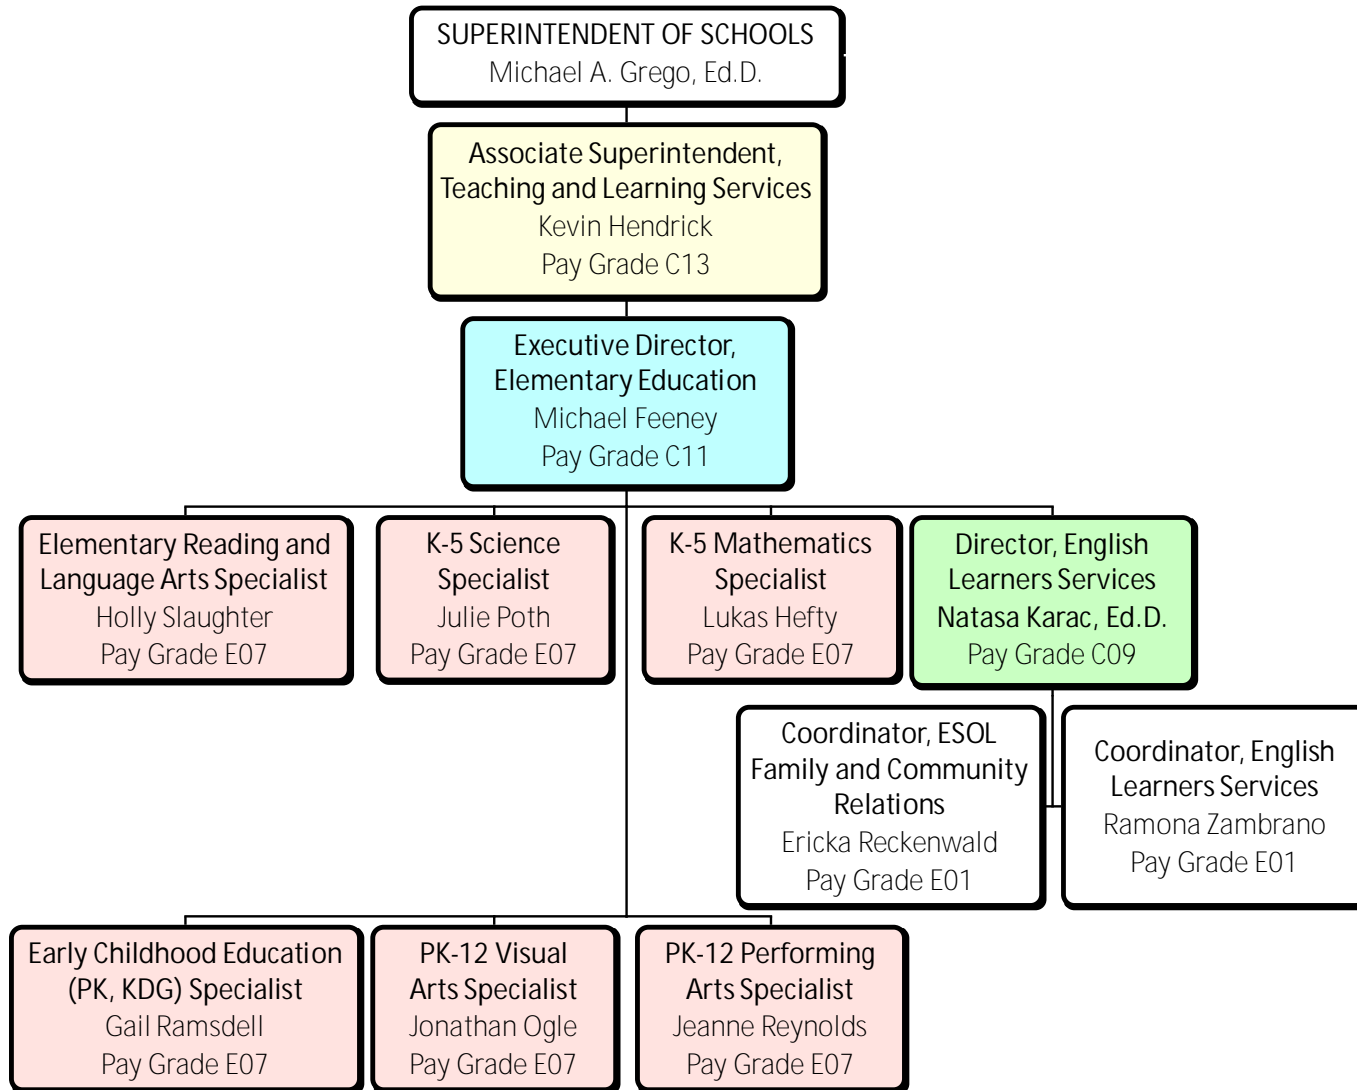 SUPERINTENDENT OF SCHOOLS
Michael A. Grego, Ed.D.
Associate Superintendent,
Teaching and Learning Services
Kevin Hendrick
Pay Grade C13
Executive Director,
Elementary Education
Michael Feeney
Pay Grade C11
Elementary Reading and
Language Arts Specialist
Holly Slaughter
Pay Grade E07
K-5 Science
Specialist
Julie Poth
Pay Grade E07
K-5 Mathematics
Specialist
Lukas Hefty
Pay Grade E07
Director, English
Learners Services
Natasa Karac, Ed.D.
Pay Grade C09
Coordinator, ESOL
Family and Community
Relations
Ericka Reckenwald
Pay Grade E01
Coordinator, English
Learners Services
Ramona Zambrano
Pay Grade E01
Early Childhood Education
(PK, KDG) Specialist
Gail Ramsdell
Pay Grade E07
PK-12 Visual
Arts Specialist
Jonathan Ogle
Pay Grade E07
PK-12 Performing
Arts Specialist
Jeanne Reynolds
Pay Grade E07